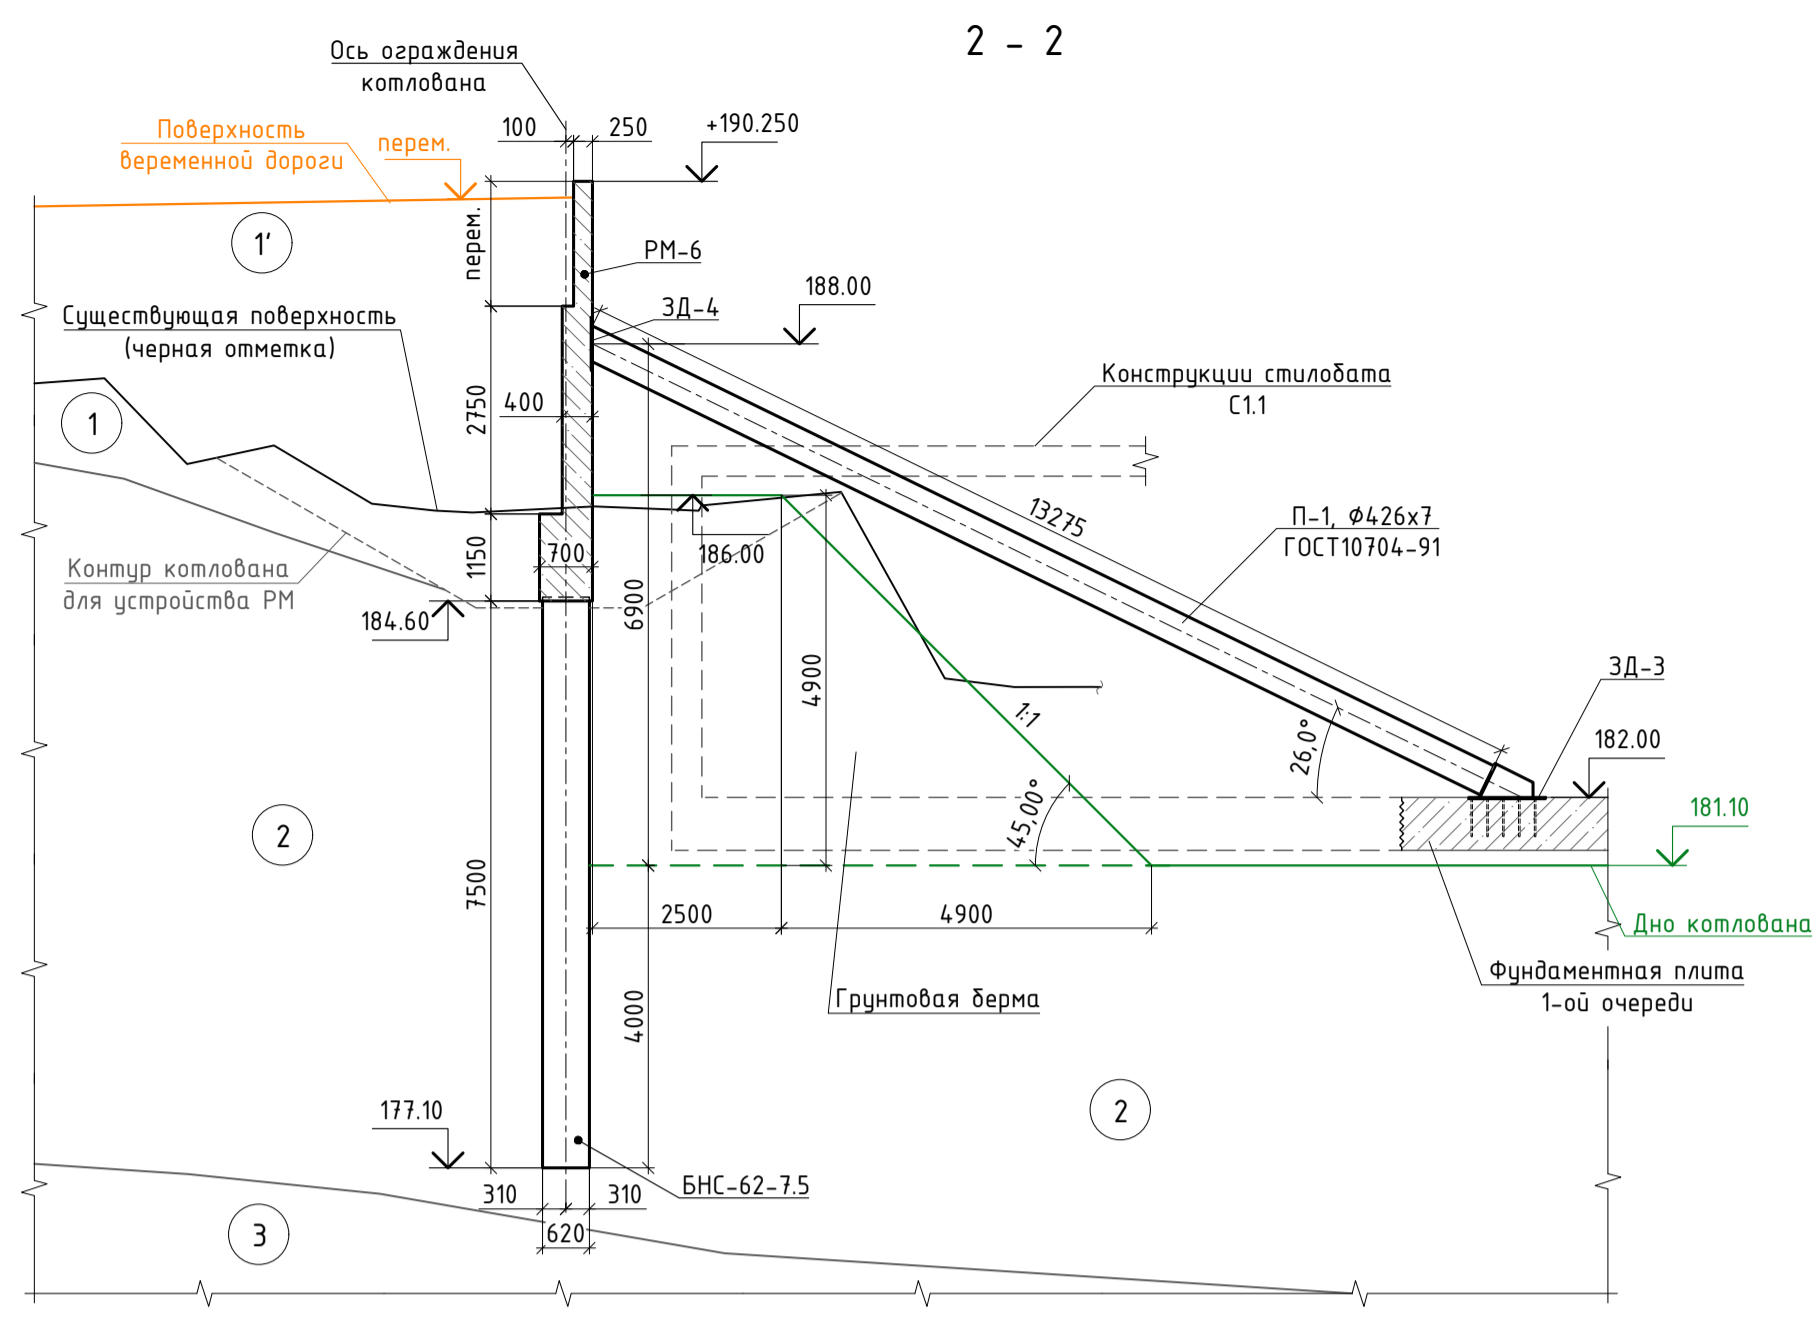 2 - 2
Ось ограждения
котлована
100
250
+190.250
Поверхность
веременной дороги
перем.
1'
перем.
РМ-6
188.00
ЗД-4
Существующая поверхность
(черная отметка)
Конструкции стилобата
С1.1
1
2750
400
13275
П-1, Ф426х7
ГОСТ10704-91
1150
700
186.00
Контур котлована
для устройства РМ
184.60
6900
4900
1:1
ЗД-3
26,0°
182.00
45,00°
181.10
2
7500
2500
4900
Дно котлована
Фундаментная плита
1-ой очереди
Грунтовая берма
4000
177.10
2
БНС-62-7.5
310
310
620
3